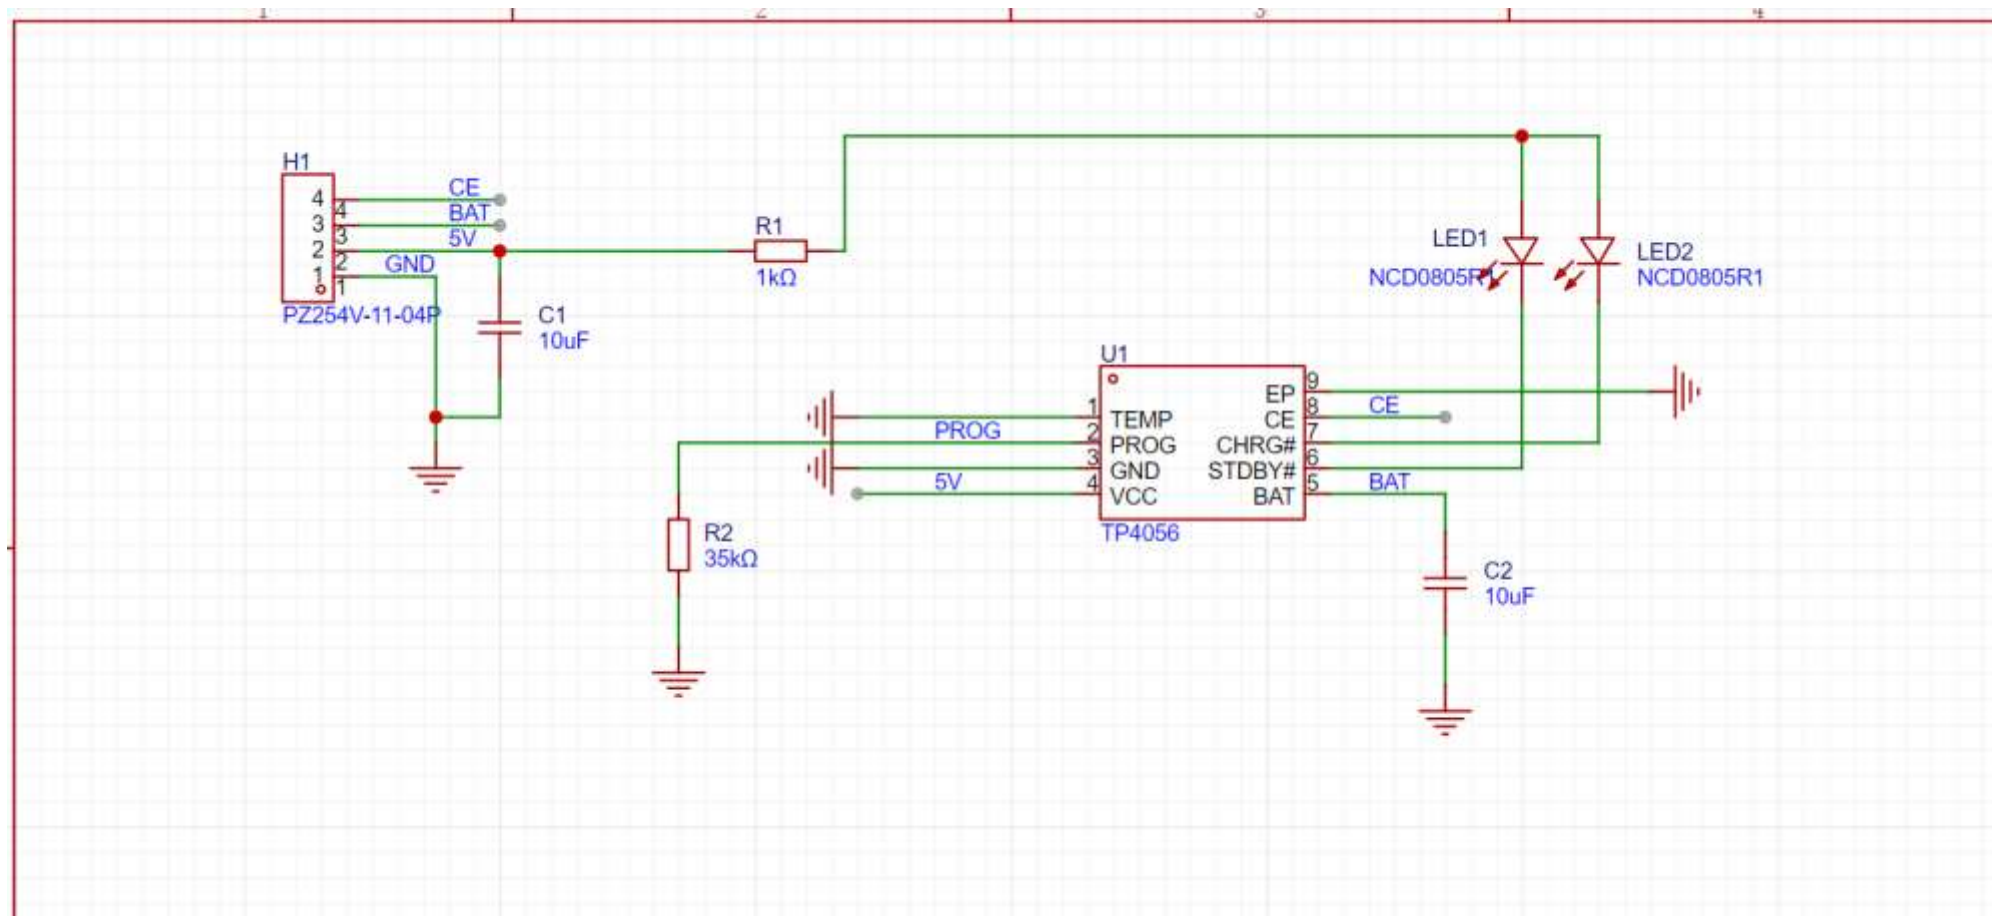 1 2 3 4
H1
4 CE
4
3 BAT
3
2 5V
2
1 GND
1
PZ254V-11-04P
C1
10uF
R1
1kΩ
LED1
NCD0805R1
LED2
NCD0805R1
U1
1 TEMP
2 PROG
3 GND
4 VCC
EP 9
CE 8
CHRG# 7
STDBY# 6
BAT 5
TP4056
PROG
5V
CE
BAT
R2
35kΩ
C2
10uF